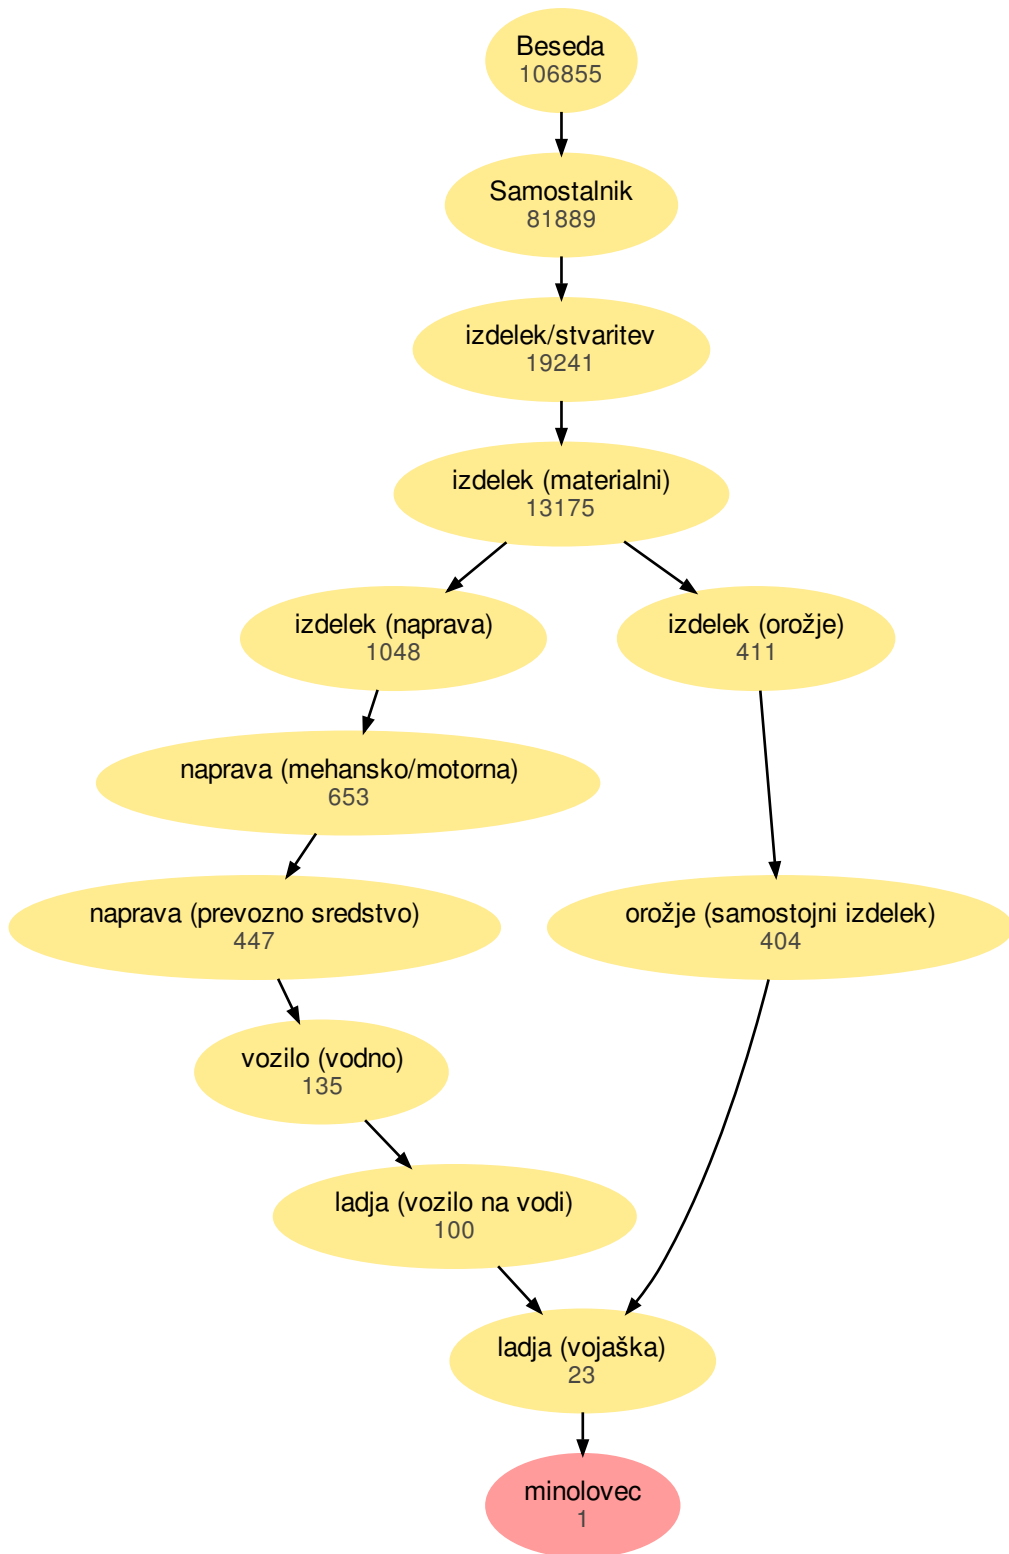 Beseda
106855
Samostalnik
81889
izdelek/stvaritev
19241
izdelek (materialni)
13175
izdelek (naprava)
1048
izdelek (orožje)
411
naprava (mehansko/motorna)
653
naprava (prevozno sredstvo)
447
orožje (samostojni izdelek)
404
vozilo (vodno)
135
ladja (vozilo na vodi)
100
ladja (vojaška)
23
minolovec
1